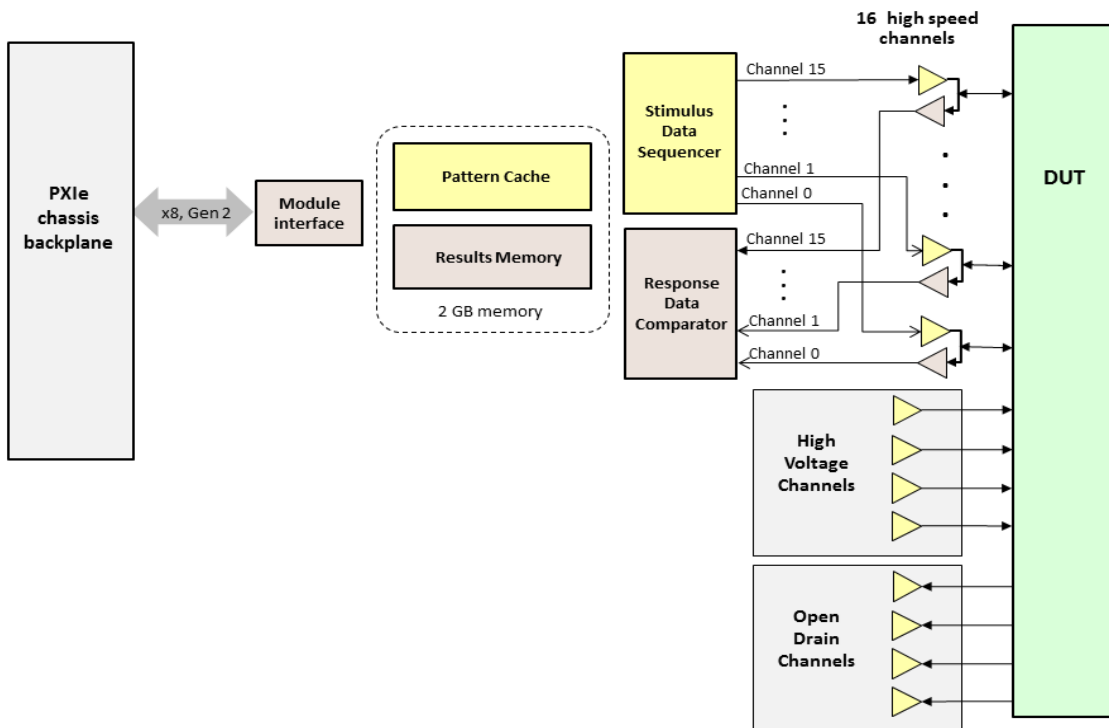 16 high speed
channels
PXIe
chassis
backplane
x8, Gen 2
Module
interface
Pattern Cache
Results Memory
2 GB memory
Stimulus
Data
Sequencer
Channel 15
Channel 1
Channel 0
Response
Data
Comparator
Channel 15
Channel 1
Channel 0
High
Voltage
Channels
Open
Drain
Channels
DUT